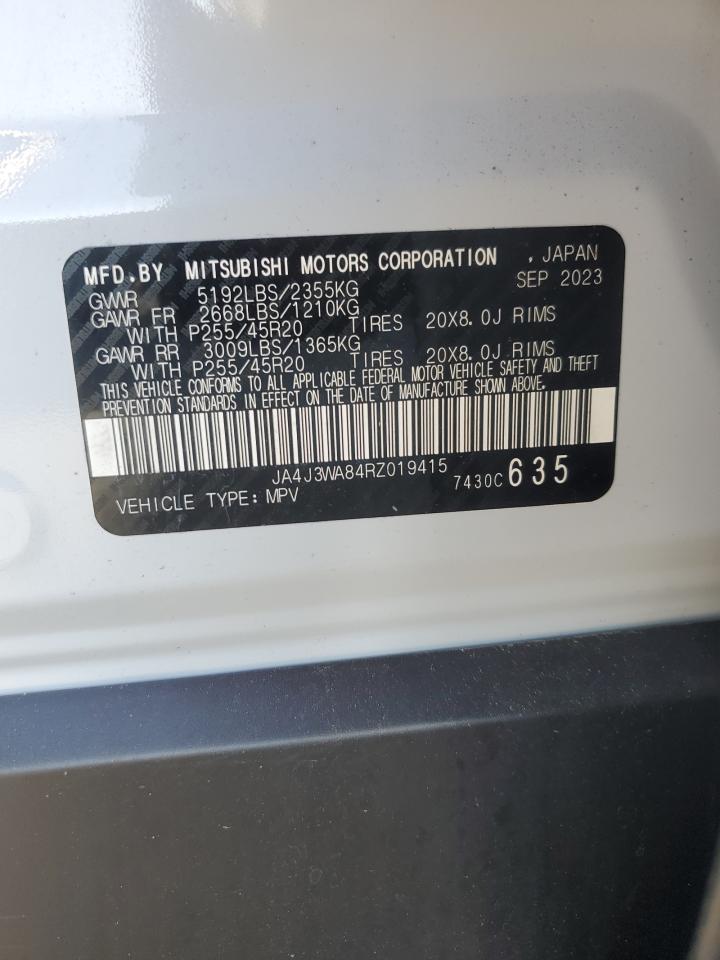 MFD.BY MITSUBISHI MOTORS CORPORATION , JAPAN
SEP 2023
GVWR 5192LBS/2355KG
GAWR FR 2668LBS/1210KG
WITH P255/45R20 TIRES 20X8.0J RIMS
GAWR RR 3009LBS/1365KG
WITH P255/45R20 TIRES 20X8.0J RIMS
THIS VEHICLE CONFORMS TO ALL APPLICABLE FEDERAL MOTOR VEHICLE SAFETY AND THEFT
PREVENTION STANDARDS IN EFFECT ON THE DATE OF MANUFACTURE SHOWN ABOVE.
JA4J3WA84RZ019415
7430C635
VEHICLE TYPE: MPV